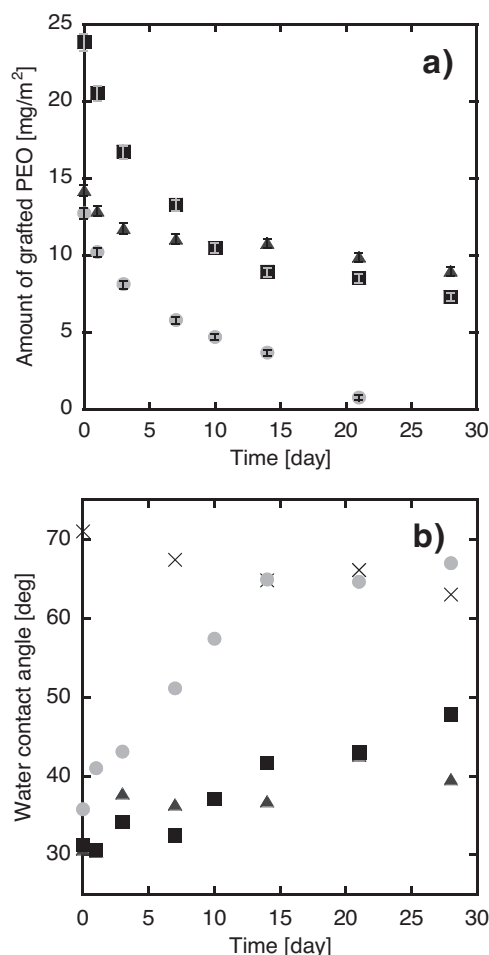 a)
Amount of grafted PEO [mg/m²]
25
20
15
10
5
0
0 5 10 15 20 25 30
Time [day]
b)
Water contact angle [deg]
70
60
50
40
30
0 5 10 15 20 25 30
Time [day]